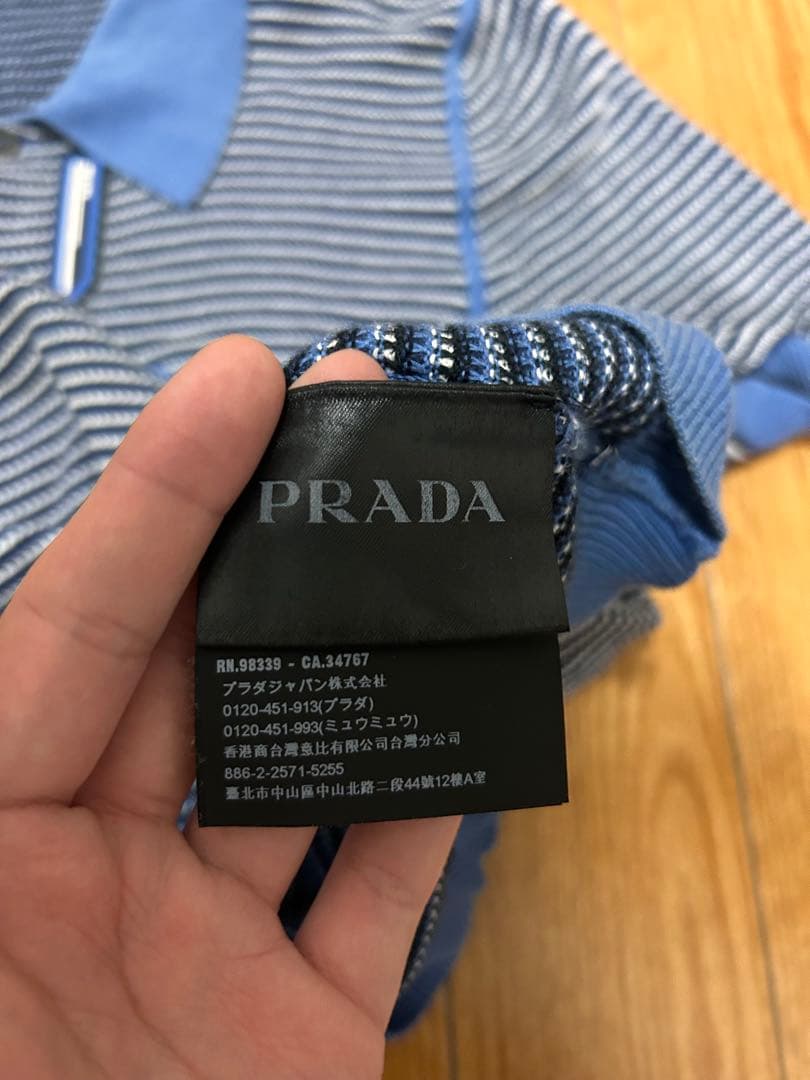 PRADA
RN.98339 - CA.34767
プラダジャパン株式会社
0120-451-913(プラダ)
0120-451-993(ミュウミュウ)
香港商台灣意比有限公司台灣分公司
886-2-2571-5255
臺北市中山區中山北路二段44號12樓A室